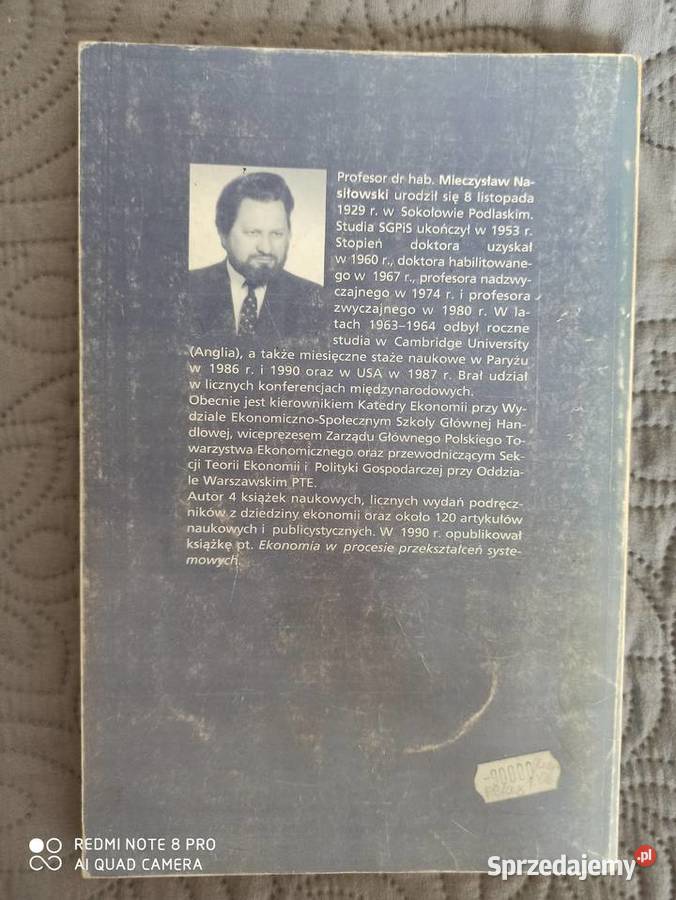 Profesor dr hab. Mieczysław Na-
siłowski urodził się 8 listopada
1929 r. w Sokołowie Podlaskim.
Studia SGPiS ukończył w 1953 r.
Stopień doktora uzyskał
w 1960 r., doktora habilitowane-
go w 1967 r., profesora nadzwy-
czajnego w 1974 r. i profesora
zwyczajnego w 1980 r. W la-
tach 1963–1964 odbył roczne
studia w Cambridge University
(Anglia), a także miesięczne staże naukowe w Paryżu
w 1986 r. i 1990 oraz w USA w 1987 r. Brał udział
w licznych konferencjach międzynarodowych.
Obecnie jest kierownikiem Katedry Ekonomii przy Wy-
dziale Ekonomiczno-Społecznym Szkoły Głównej Han-
dlowej, wiceprezesem Zarządu Głównego Polskiego To-
warzystwa Ekonomicznego oraz przewodniczącym Sek-
cji Teorii Ekonomii i Polityki Gospodarczej przy Oddzia-
le Warszawskim PTE.
Autor 4 książek naukowych, licznych wydań podręcz-
ników z dziedziny ekonomii oraz około 120 artykułów
naukowych i publicystycznych. W 1990 r. opublikował
książkę pt. Ekonomia w procesie przekształceń syste-
mowych.
REDMI NOTE 8 PRO
AI QUAD CAMERA
Sprzedajemy.pl